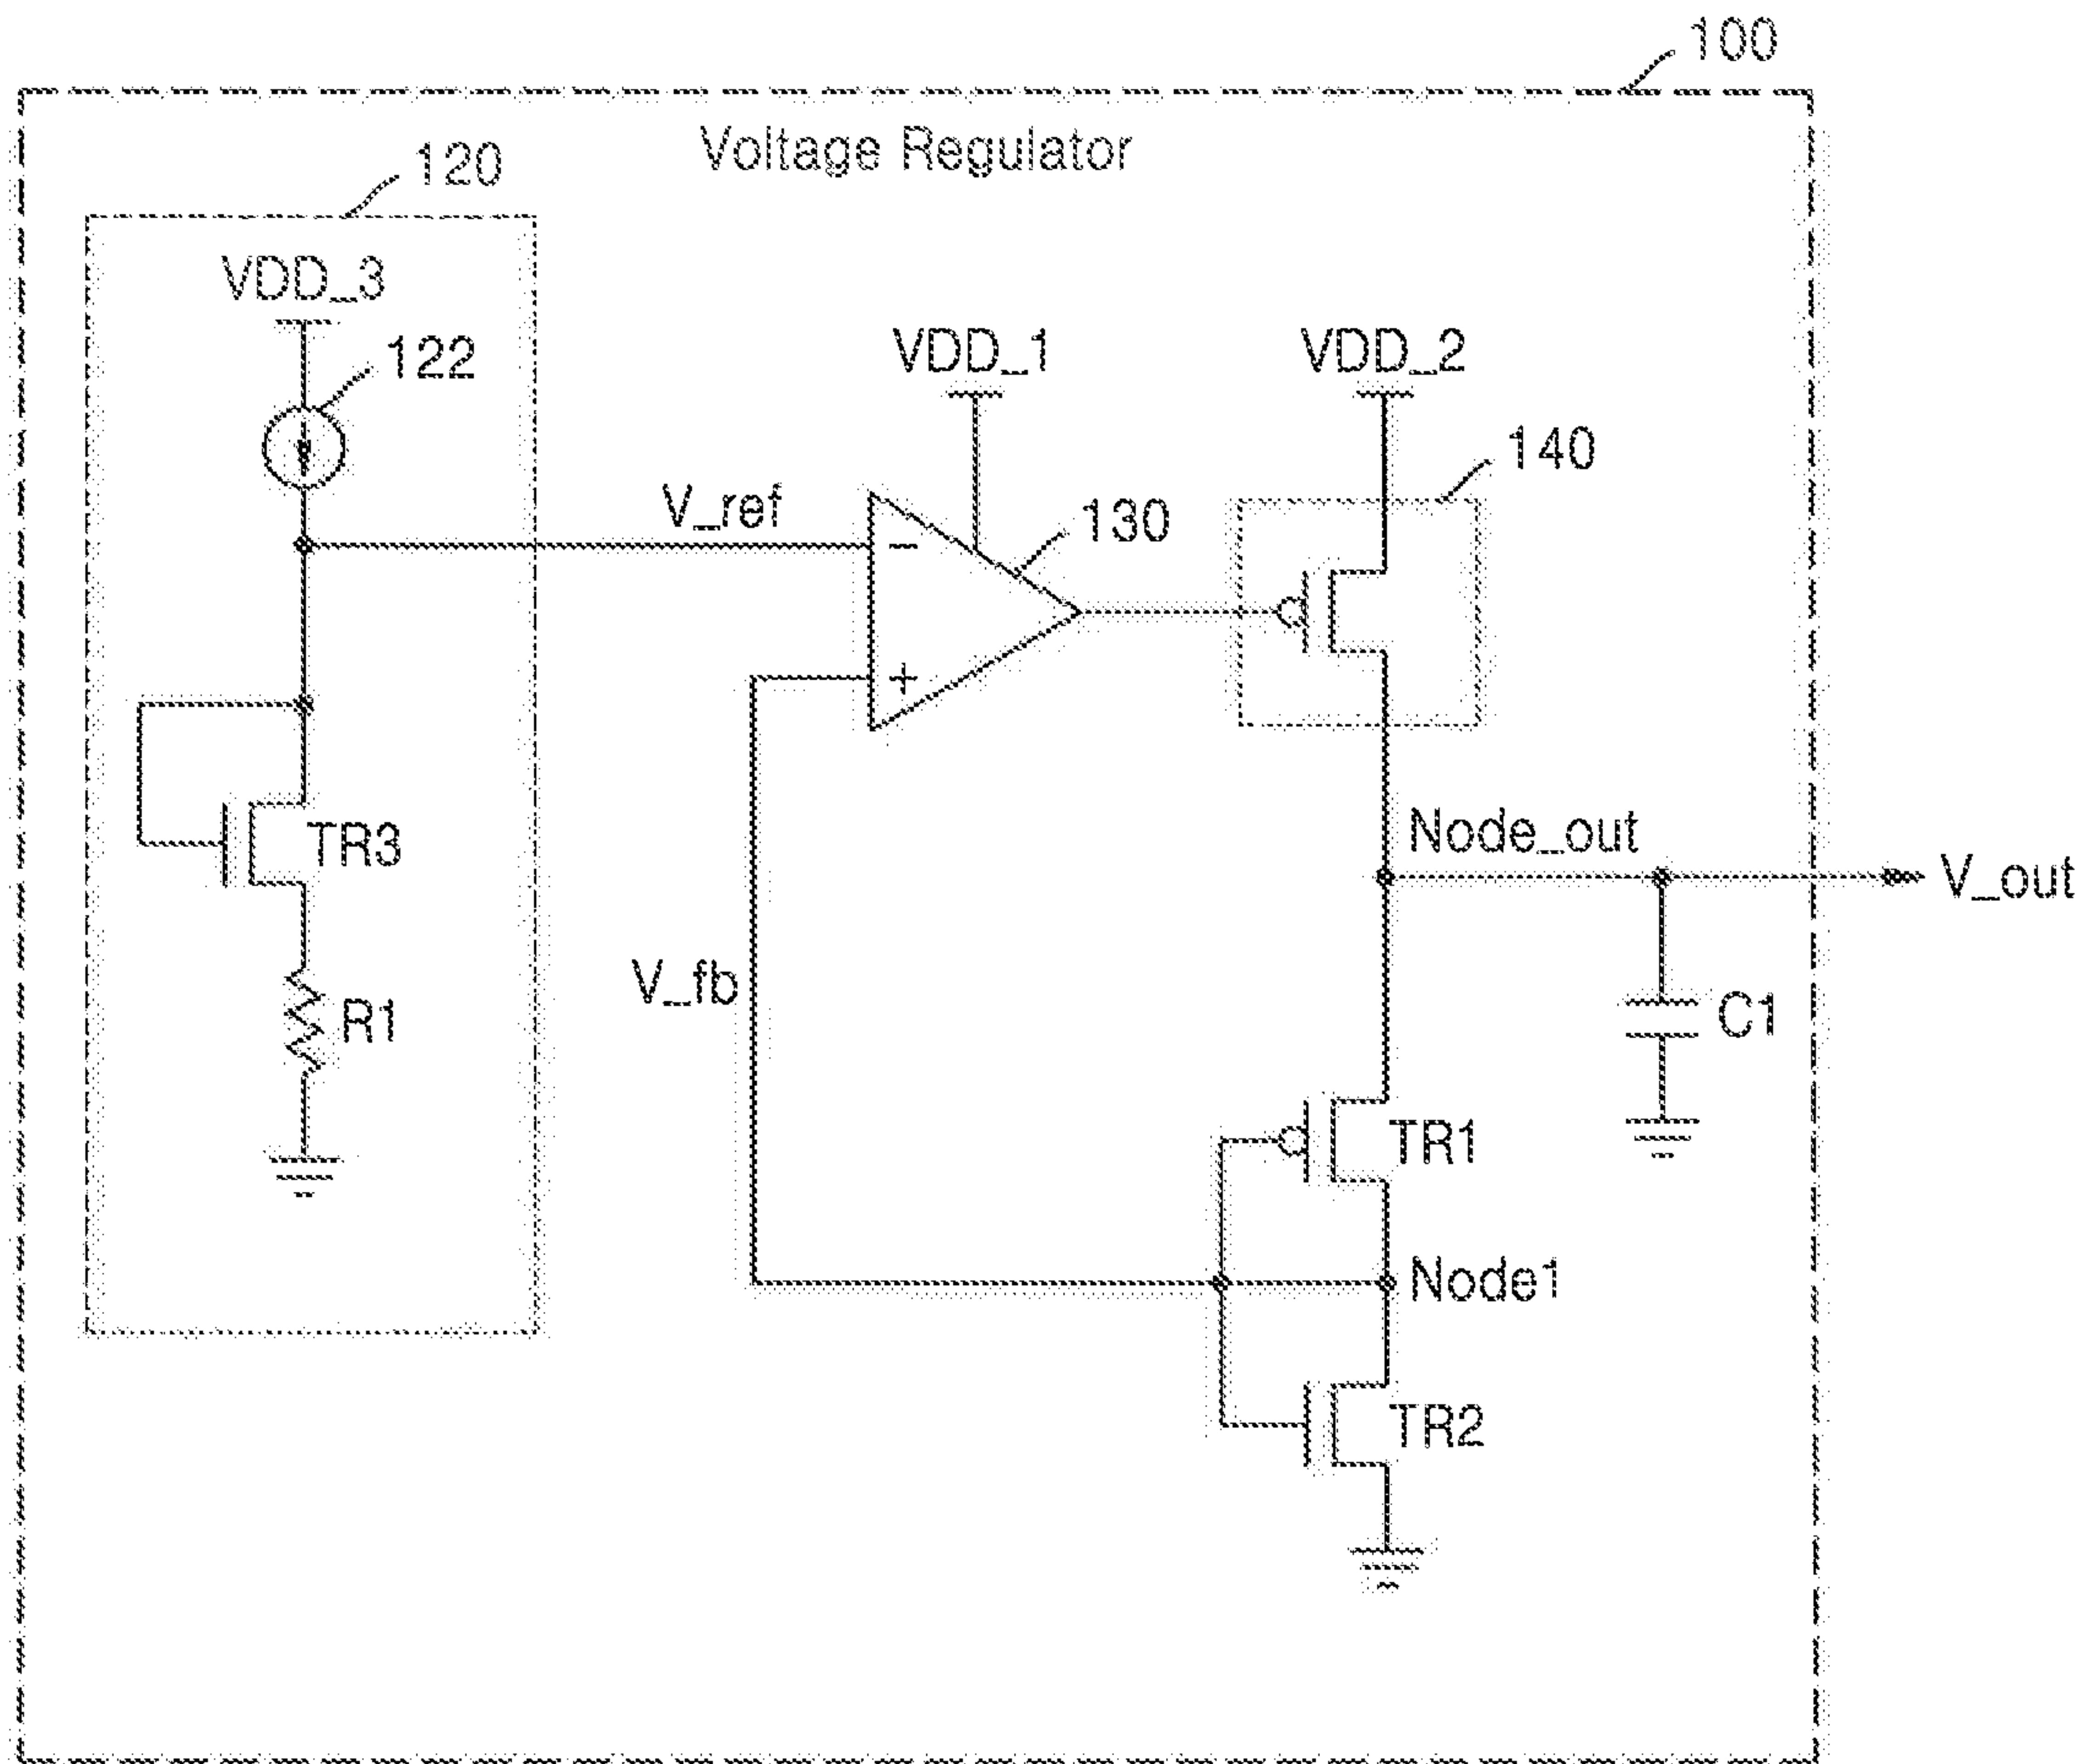 100
Voltage Regulator
120
VDD_3
122
VDD_1
VDD_2
140
V_ref
130
−
+
TR3
Node_out
V_out
V_fb
R1
C1
TR1
Node1
TR2